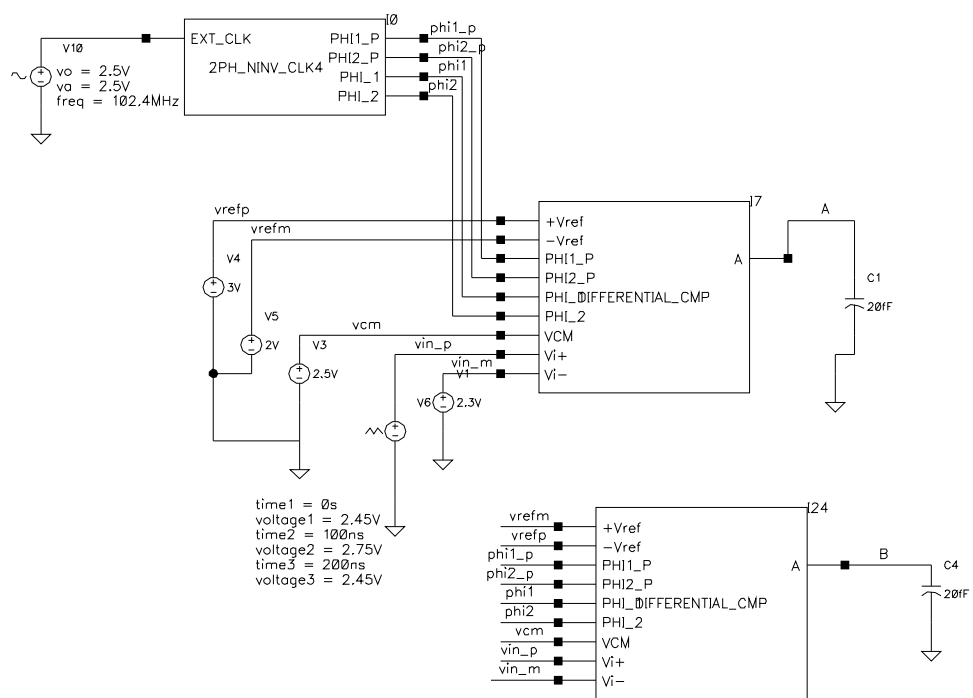 I0
V10
EXT_CLK
PHI1_P
phi1_p
PHI2_P
phi2_p
2PH_NINV_CLK4
PHI_1
phi1
PHI_2
phi2
vo = 2.5V
va = 2.5V
freq = 102.4MHz
I7
vrefp
+Vref
A
vrefm
-Vref
V4
PHI1_P
A
3V
PHI2_P
C1
PHI_1
DIFFERENTIAL_CMP
20fF
V5
PHI_2
2V
V3
vcm
VCM
2.5V
vin_p
Vi+
vin_m
V1
Vi-
V6
2.3V
time1 = 0s
voltage1 = 2.45V
time2 = 100ns
voltage2 = 2.75V
time3 = 200ns
voltage3 = 2.45V
I24
vrefm
+Vref
vrefp
-Vref
phi1_p
PHI1_P
A
B
C4
phi2_p
PHI2_P
phi1
PHI_1
DIFFERENTIAL_CMP
20fF
phi2
PHI_2
vcm
VCM
vin_p
Vi+
vin_m
Vi-